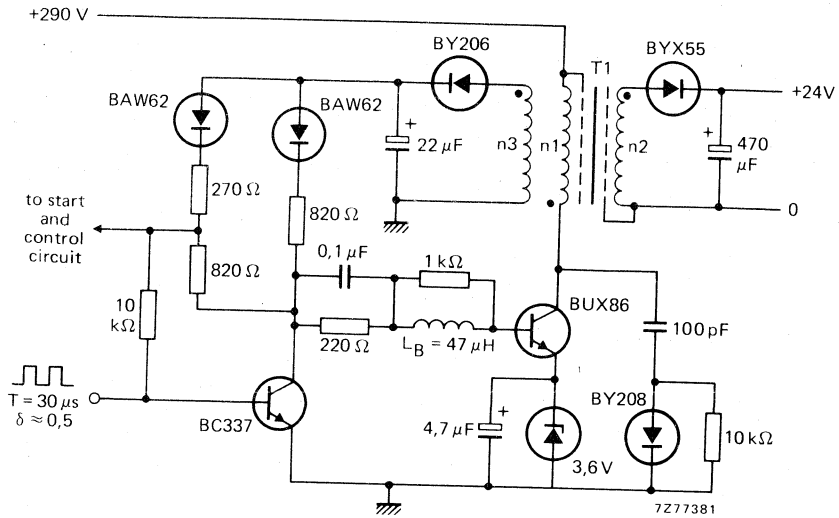 +290 V
BY206
BYX55
T1
BAW62
BAW62
+24V
+
22 µF
n3
n1
n2
+
470
µF
270 Ω
820 Ω
0
to start
and
control
circuit
820 Ω
0,1 µF
1 kΩ
10
kΩ
BUX86
100 pF
220 Ω
L_B = 47 µH
T = 30 µs
δ ≈ 0,5
BC337
+
4,7 µF
BY208
3,6 V
10 kΩ
7Z77381